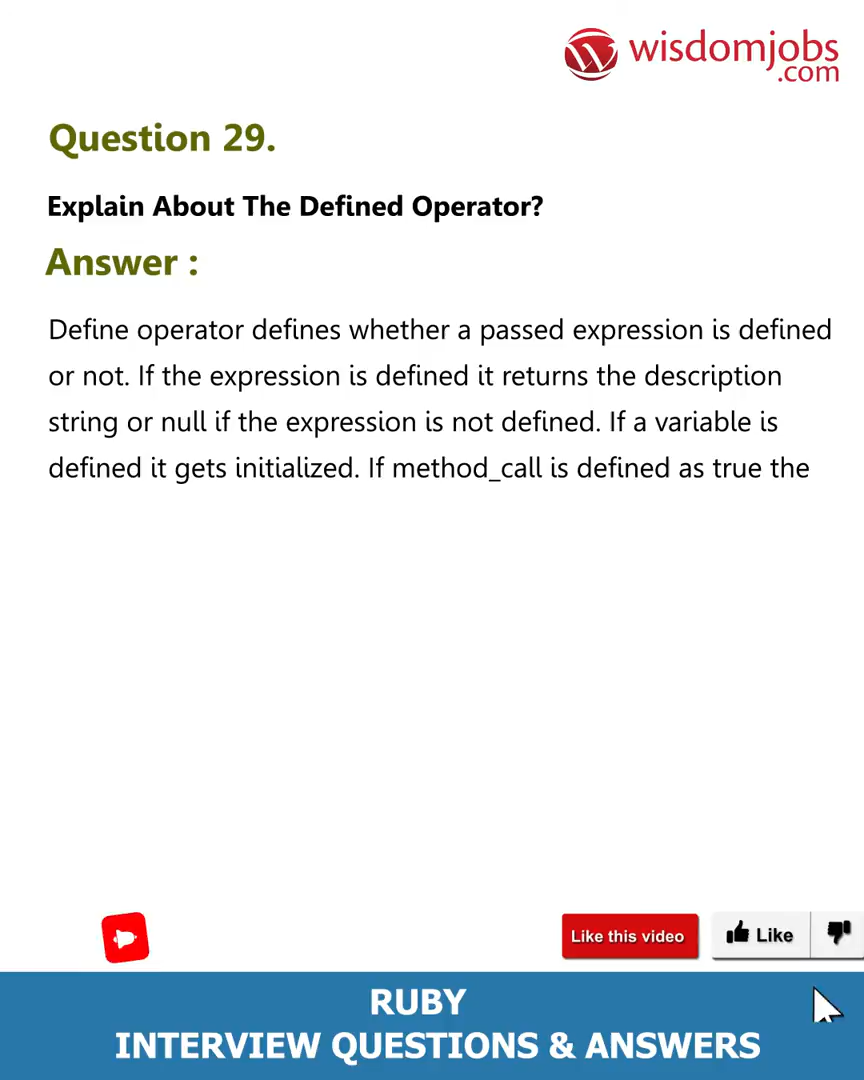 wisdomjobs
.com
Question 29.
Explain About The Defined Operator?
Answer :
Define operator defines whether a passed expression is defined
or not. If the expression is defined it returns the description
string or null if the expression is not defined. If a variable is
defined it gets initialized. If method_call is defined as true the
Like this video
Like
RUBY
INTERVIEW QUESTIONS & ANSWERS